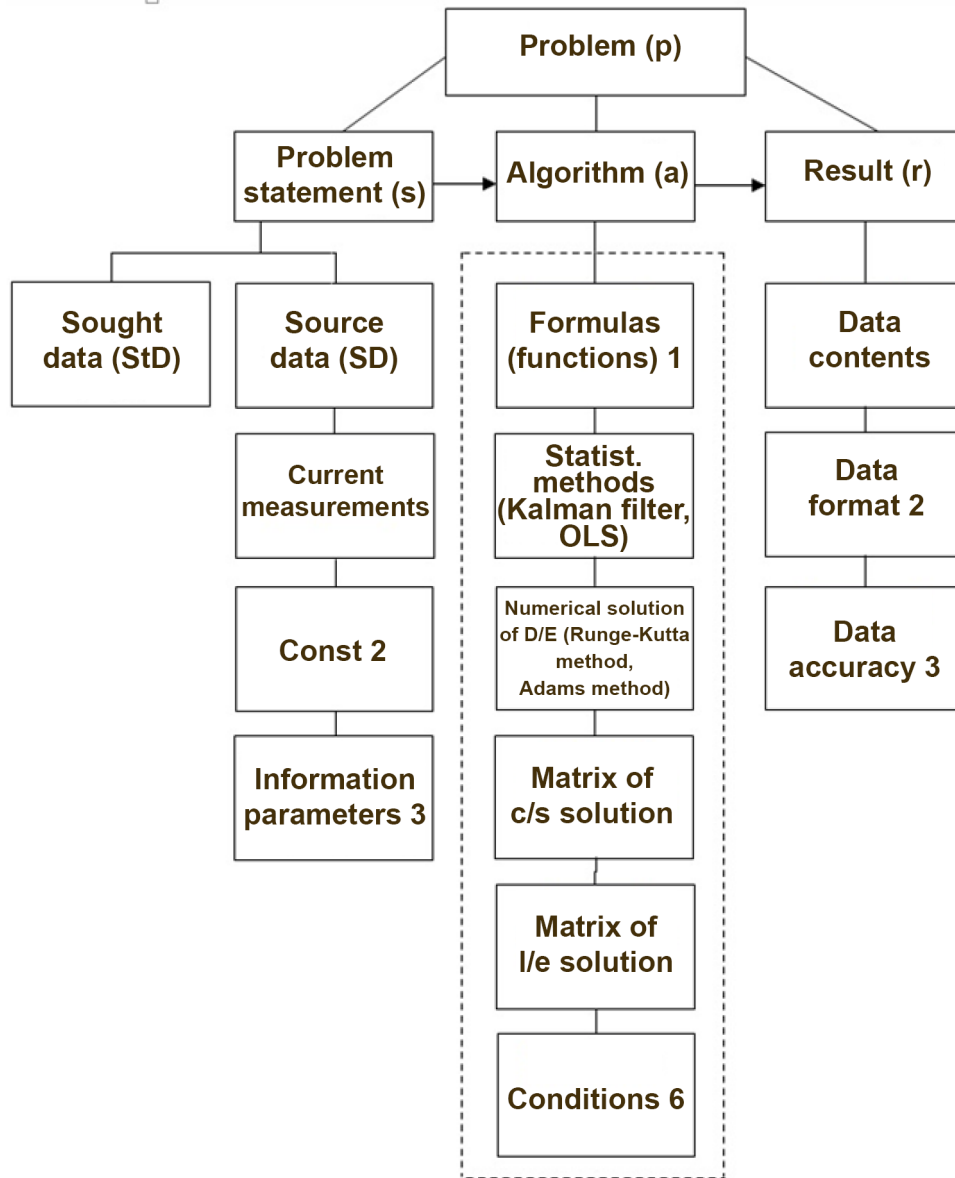 Problem (p)
Problem
statement (s)
Algorithm (a)
Result (r)
Sought
data (StD)
Source
data (SD)
Formulas
(functions) 1
Data
contents
Current
measurements
Statist.
methods
(Kalman filter,
OLS)
Data
format 2
Const 2
Numerical solution
of D/E (Runge-Kutta
method,
Adams method)
Data
accuracy 3
Information
parameters 3
Matrix of
c/s solution
Matrix of
l/e solution
Conditions 6